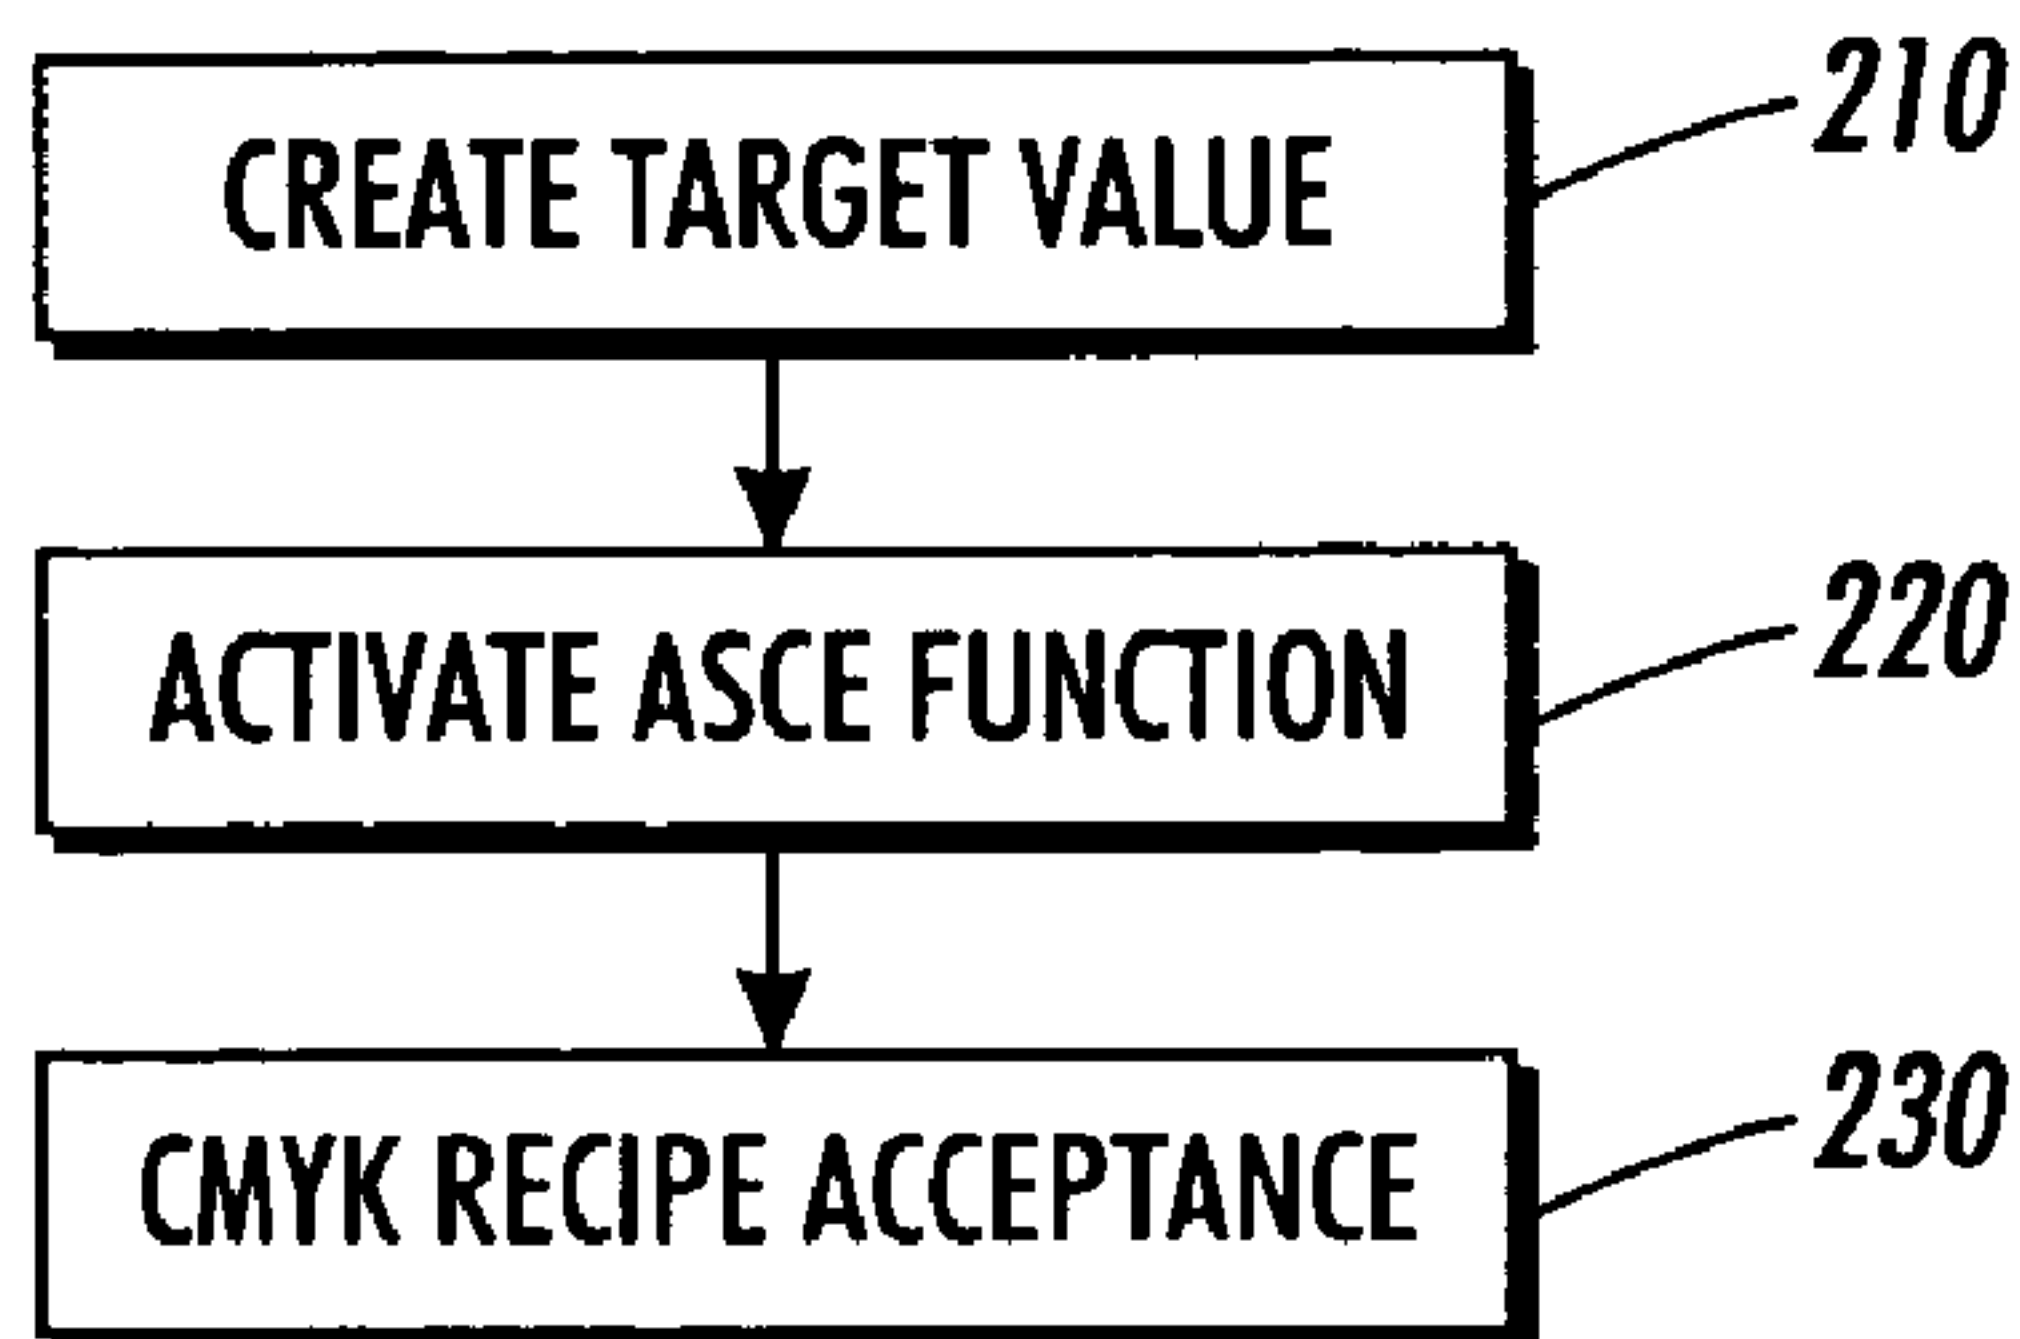 CREATE TARGET VALUE
210
ACTIVATE ASCE FUNCTION
220
CMYK RECIPE ACCEPTANCE
230